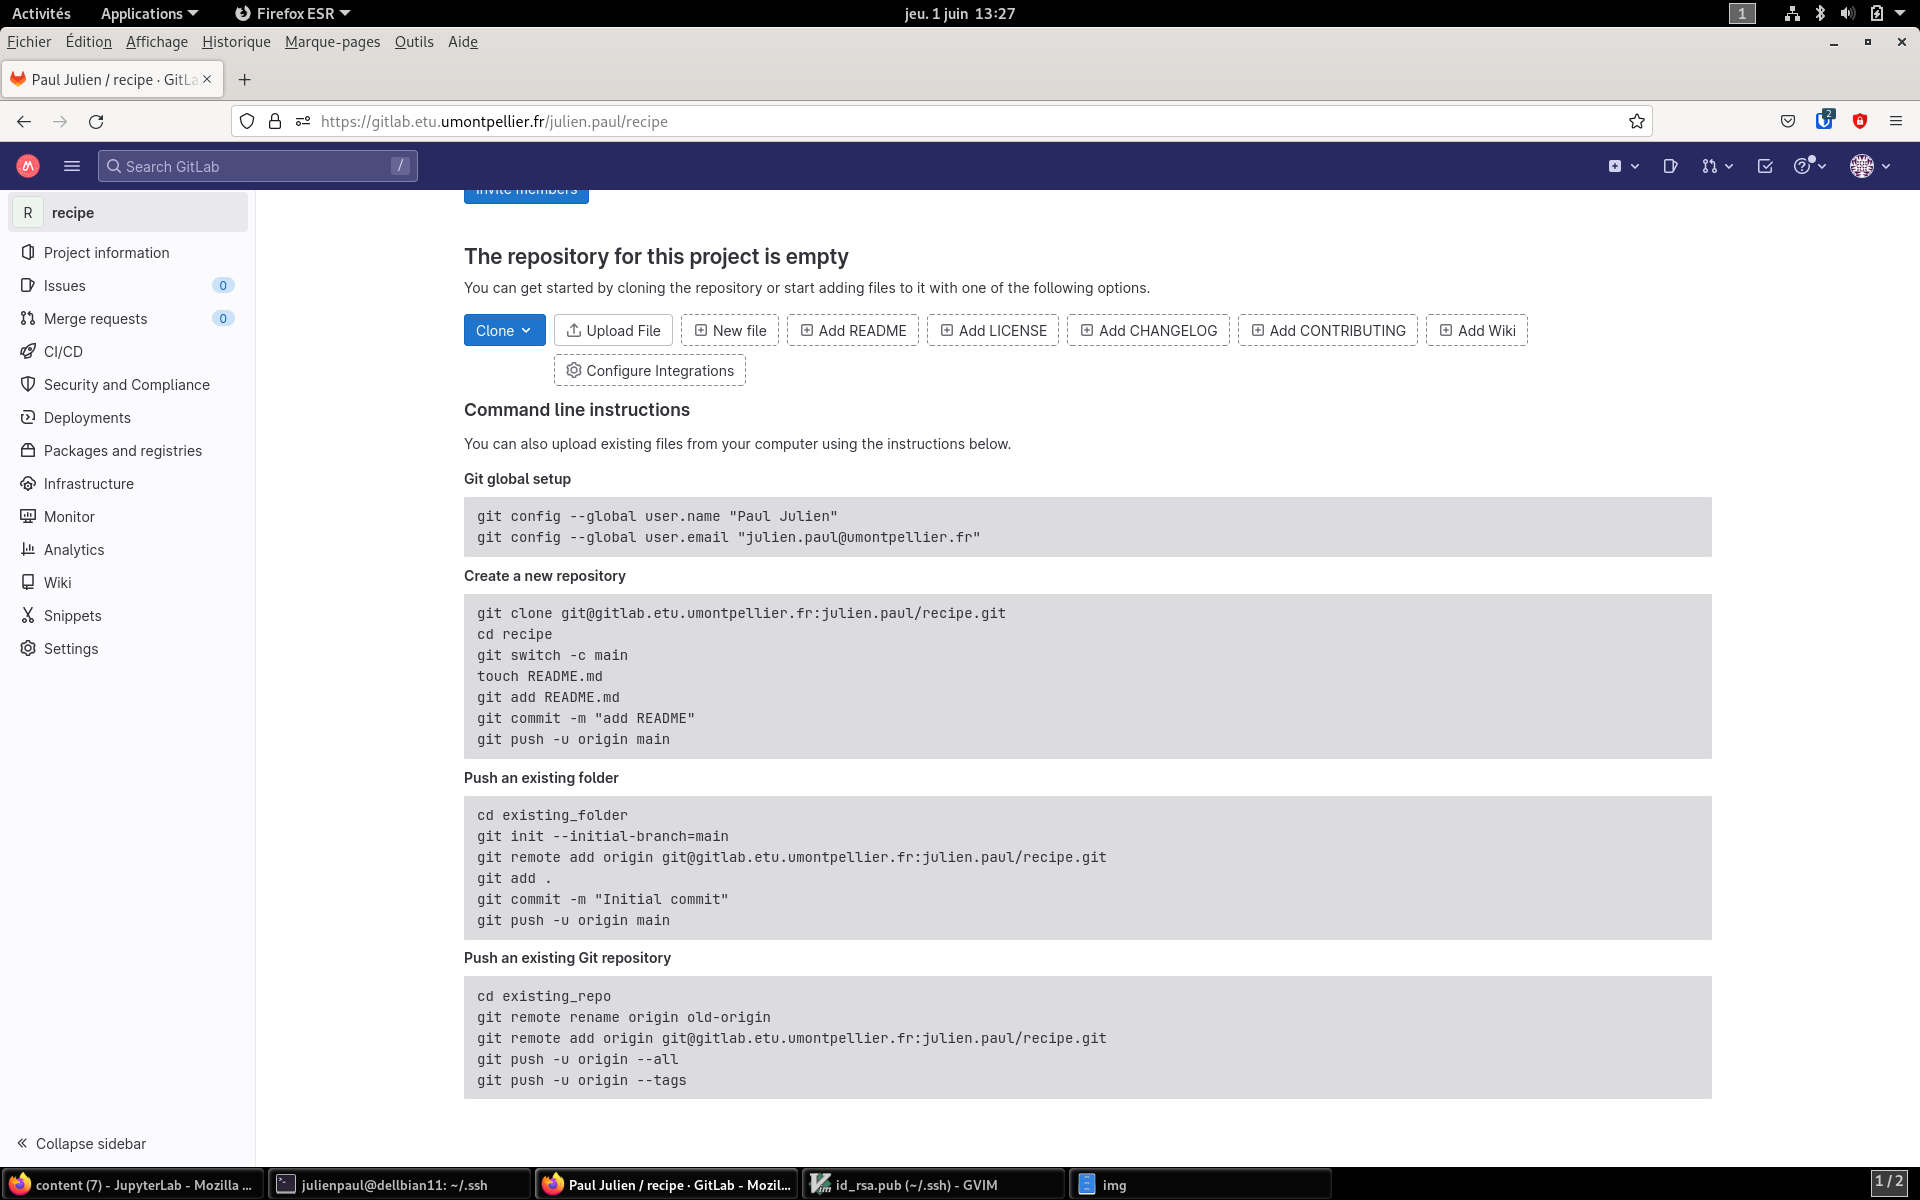 Activités Applications Firefox ESR jeu. 1 juin 13:27 1
Fichier Édition Affichage Historique Marque-pages Outils Aide
Paul Julien / recipe · GitLa
https://gitlab.etu.umontpellier.fr/julien.paul/recipe 2
Search GitLab /
Invite members
R recipe
Project information
Issues 0
Merge requests 0
CI/CD
Security and Compliance
Deployments
Packages and registries
Infrastructure
Monitor
Analytics
Wiki
Snippets
Settings
Collapse sidebar
The repository for this project is empty
You can get started by cloning the repository or start adding files to it with one of the following options.
Clone Upload File New file Add README Add LICENSE Add CHANGELOG Add CONTRIBUTING Add Wiki
Configure Integrations
Command line instructions
You can also upload existing files from your computer using the instructions below.
Git global setup
git config --global user.name "Paul Julien"
git config --global user.email "julien.paul@umontpellier.fr"
Create a new repository
git clone git@gitlab.etu.umontpellier.fr:julien.paul/recipe.git
cd recipe
git switch -c main
touch README.md
git add README.md
git commit -m "add README"
git push -u origin main
Push an existing folder
cd existing_folder
git init --initial-branch=main
git remote add origin git@gitlab.etu.umontpellier.fr:julien.paul/recipe.git
git add .
git commit -m "Initial commit"
git push -u origin main
Push an existing Git repository
cd existing_repo
git remote rename origin old-origin
git remote add origin git@gitlab.etu.umontpellier.fr:julien.paul/recipe.git
git push -u origin --all
git push -u origin --tags
content (7) - JupyterLab - Mozilla ... julienpaul@dellbian11: ~/.ssh Paul Julien / recipe · GitLab - Mozil... id_rsa.pub (~/.ssh) - GVIM img 1 / 2